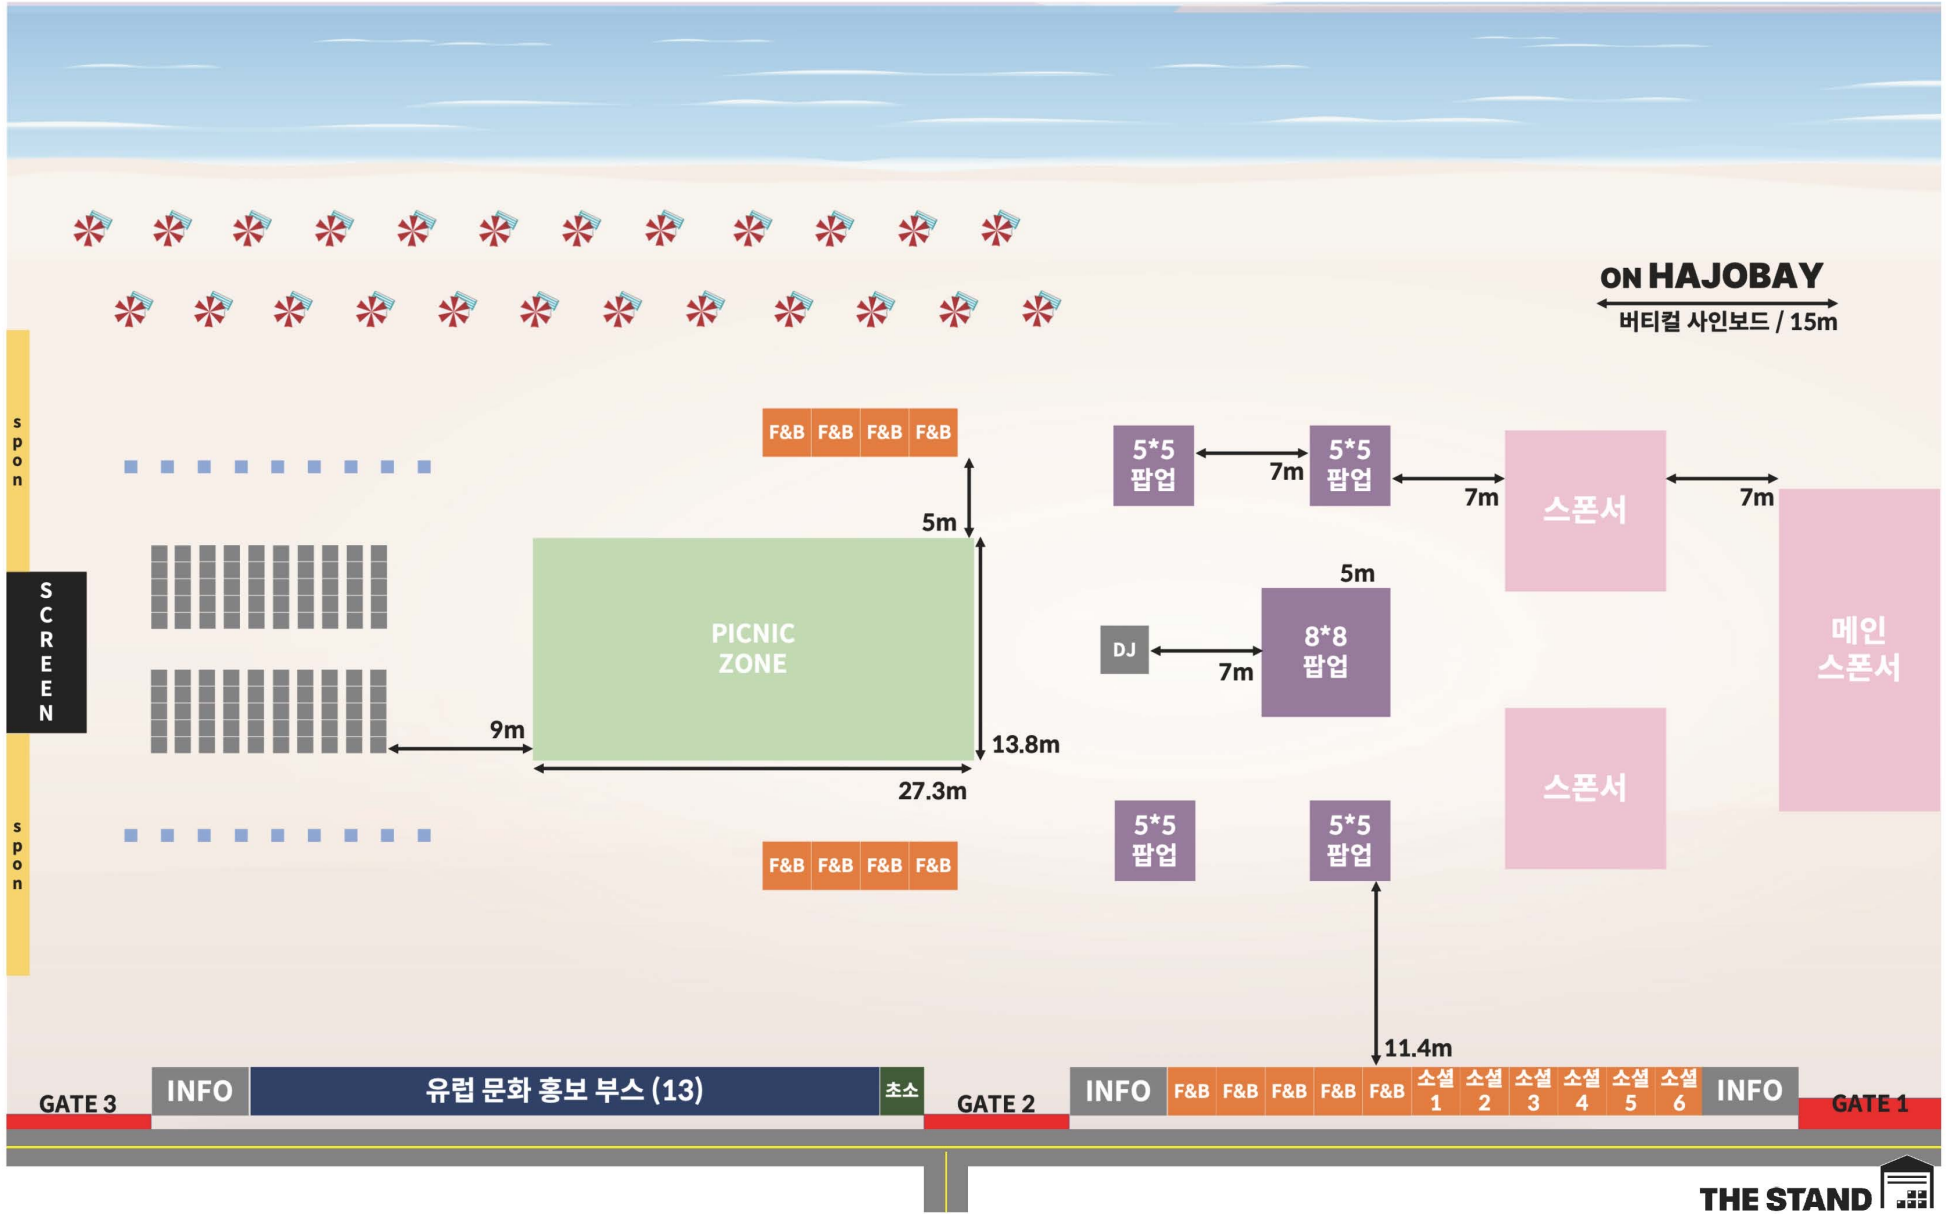 ON HAJOBAY
버티컬 사인보드 / 15m
spon
F&B F&B F&B F&B
5*5
팝업
7m
5*5
팝업
7m
스폰서
7m
5m
SCREEN
PICNIC
ZONE
9m
13.8m
27.3m
DJ
7m
5m
8*8
팝업
메인
스폰서
스폰서
spon
F&B F&B F&B F&B
5*5
팝업
5*5
팝업
11.4m
GATE 3
INFO
유럽 문화 홍보 부스 (13)
초소
GATE 2
INFO
F&B F&B F&B F&B F&B
소셜
1
소셜
2
소셜
3
소셜
4
소셜
5
소셜
6
INFO
GATE 1
THE STAND